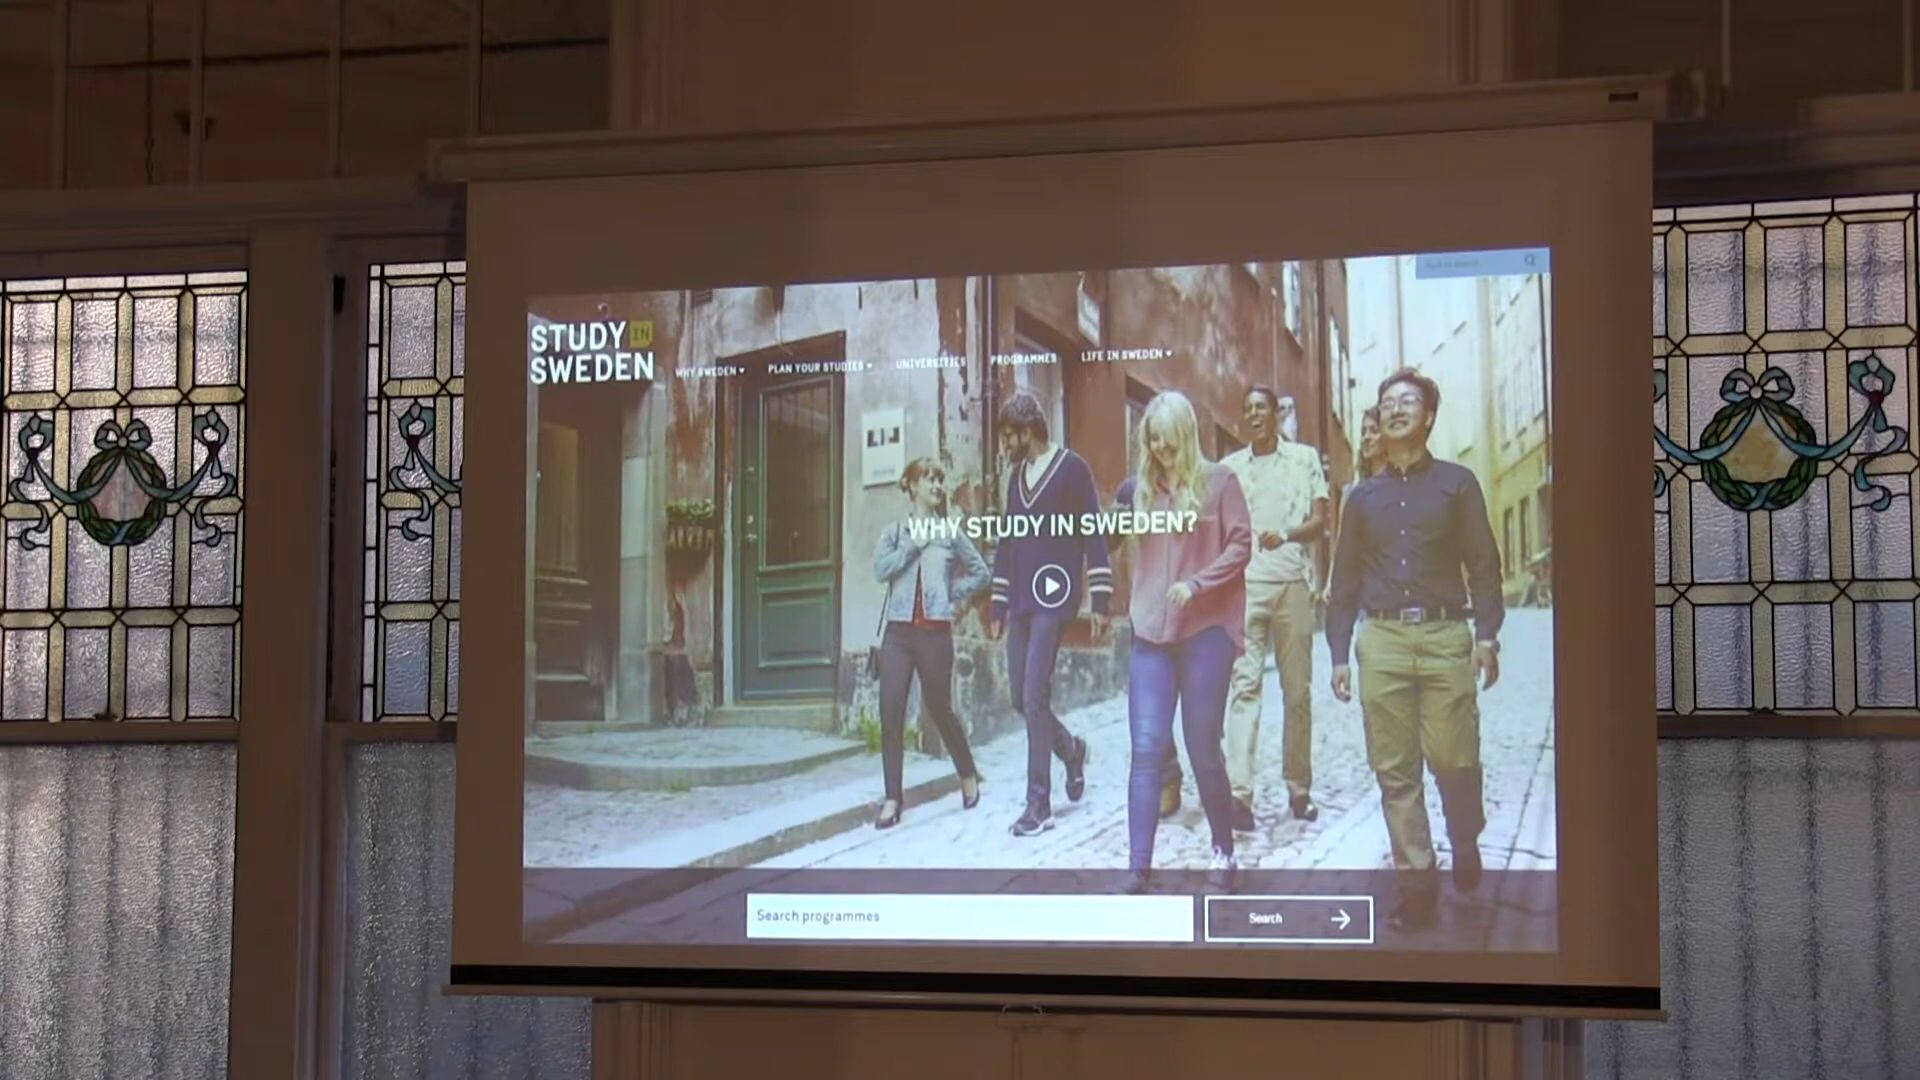 STUDY IN
SWEDEN
WHY SWEDEN
PLAN YOUR STUDIES
UNIVERSITIES
PROGRAMMES
LIFE IN SWEDEN
WHY STUDY IN SWEDEN?
Search programmes
Search